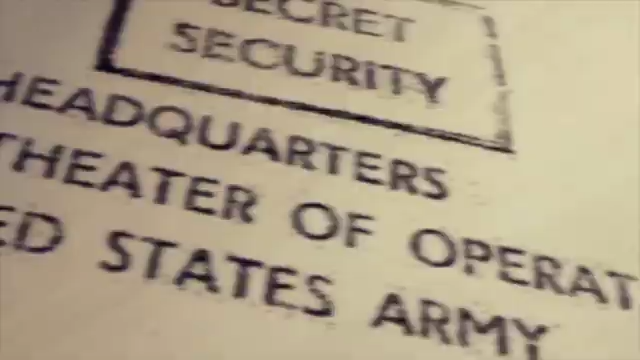 SECRET
SECURITY
HEADQUARTERS
THEATER OF OPERAT
ED STATES ARMY